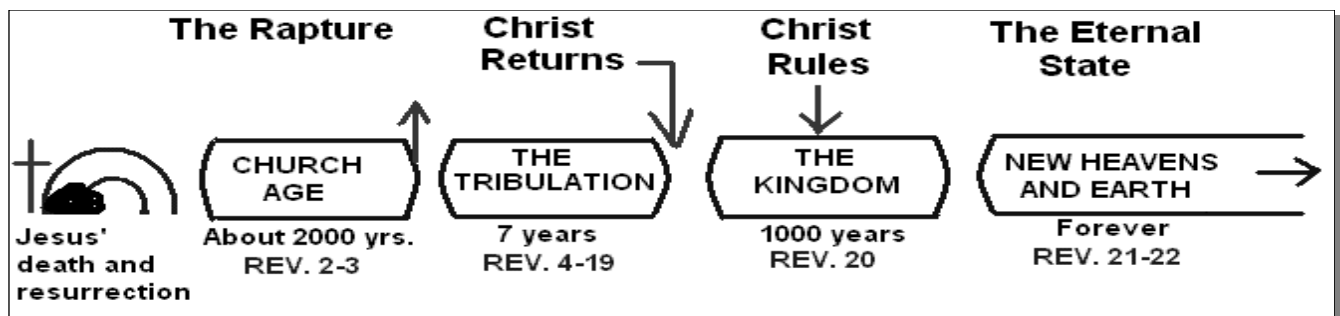 The Rapture
Christ
Returns
Christ
Rules
The Eternal
State
CHURCH
AGE
THE
TRIBULATION
THE
KINGDOM
NEW HEAVENS
AND EARTH
Jesus'
death and
resurrection
About 2000 yrs.
REV. 2-3
7 years
REV. 4-19
1000 years
REV. 20
Forever
REV. 21-22